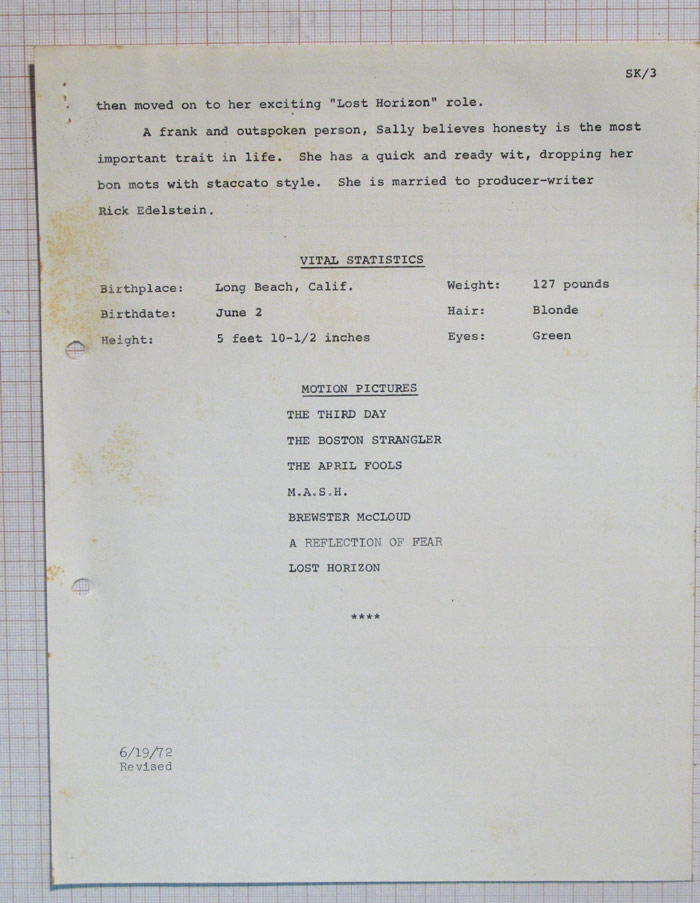 SK/3
then moved on to her exciting "Lost Horizon" role.
A frank and outspoken person, Sally believes honesty is the most
important trait in life. She has a quick and ready wit, dropping her
bon mots with staccato style. She is married to producer-writer
Rick Edelstein.
VITAL STATISTICS
Birthplace: Long Beach, Calif. Weight: 127 pounds
Birthdate: June 2 Hair: Blonde
Height: 5 feet 10-1/2 inches Eyes: Green
MOTION PICTURES
THE THIRD DAY
THE BOSTON STRANGLER
THE APRIL FOOLS
M.A.S.H.
BREWSTER McCLOUD
A REFLECTION OF FEAR
LOST HORIZON
****
6/19/72
Revised